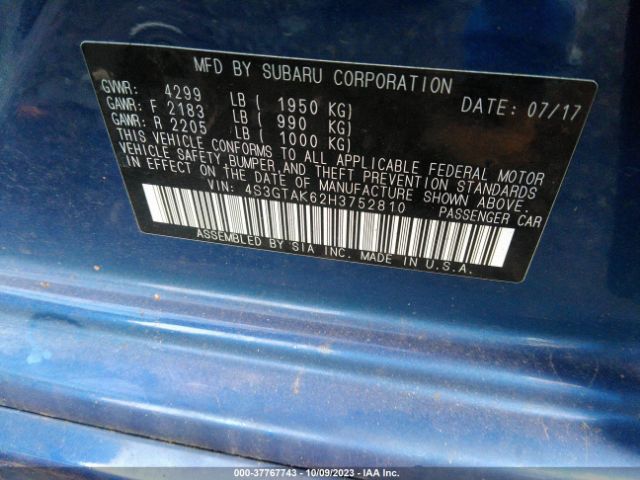 MFD BY SUBARU CORPORATION
GVWR: 4299 LB ( 1950 KG) DATE: 07/17
GAWR: F 2183 LB ( 990 KG)
GAWR: R 2205 LB ( 1000 KG)
THIS VEHICLE CONFORMS TO ALL APPLICABLE FEDERAL MOTOR
VEHICLE SAFETY, BUMPER, AND THEFT PREVENTION STANDARDS
IN EFFECT ON THE DATE OF MANUFACTURE SHOWN ABOVE.
VIN: 4S3GTAK62H3752810 PASSENGER CAR
ASSEMBLED BY SIA INC. MADE IN U.S.A.
000-37767743 - 10/09/2023 - IAA Inc.